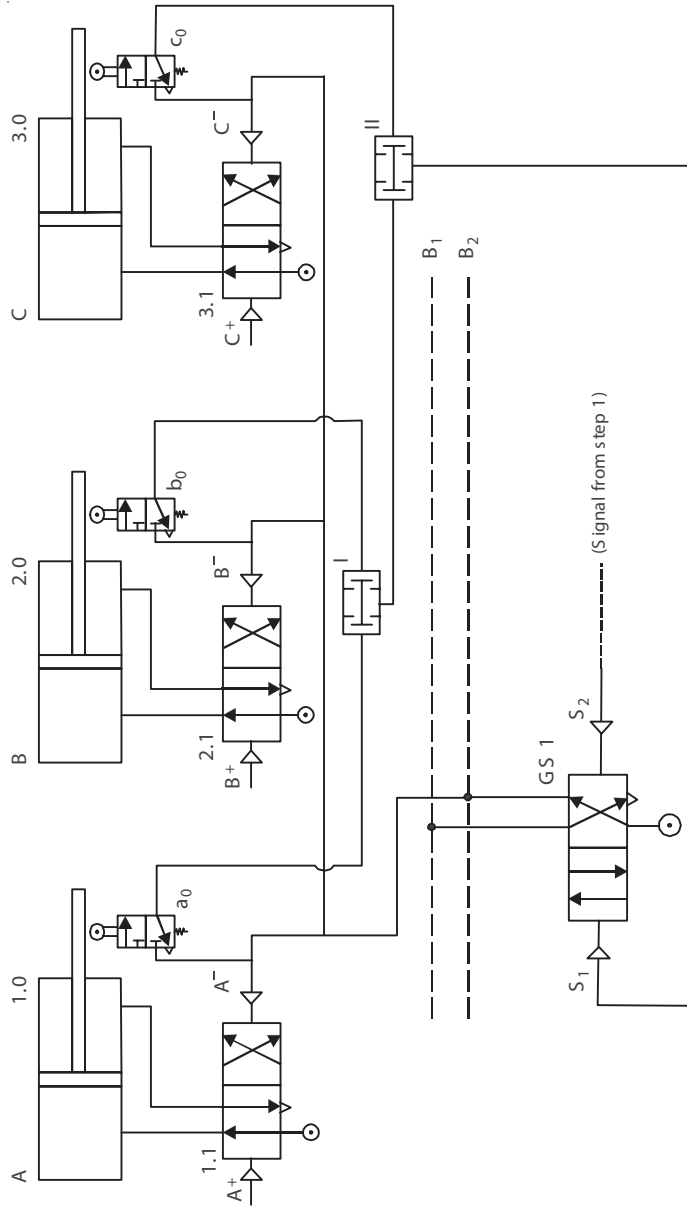 A
1.0
B
2.0
C
3.0
a0
b0
c0
A+
1.1
A−
B+
2.1
B−
C+
3.1
C−
I
II
B1
B2
GS 1
S1
S2
(Signal from step 1)